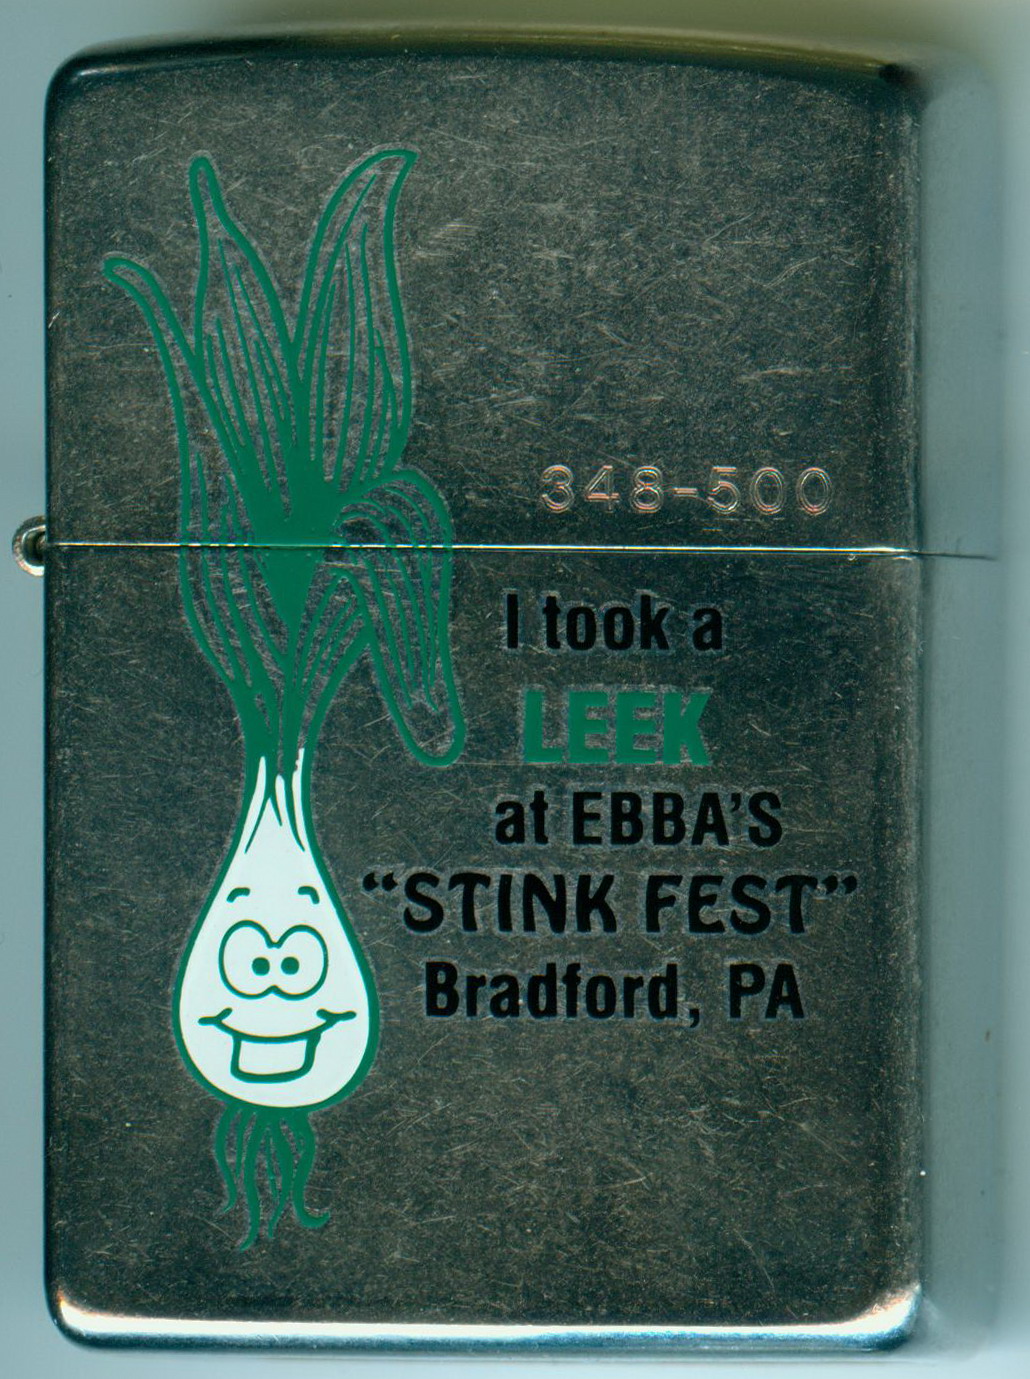 348-500
I took a
LEEK
at EBBA'S
"STINK FEST"
Bradford, PA